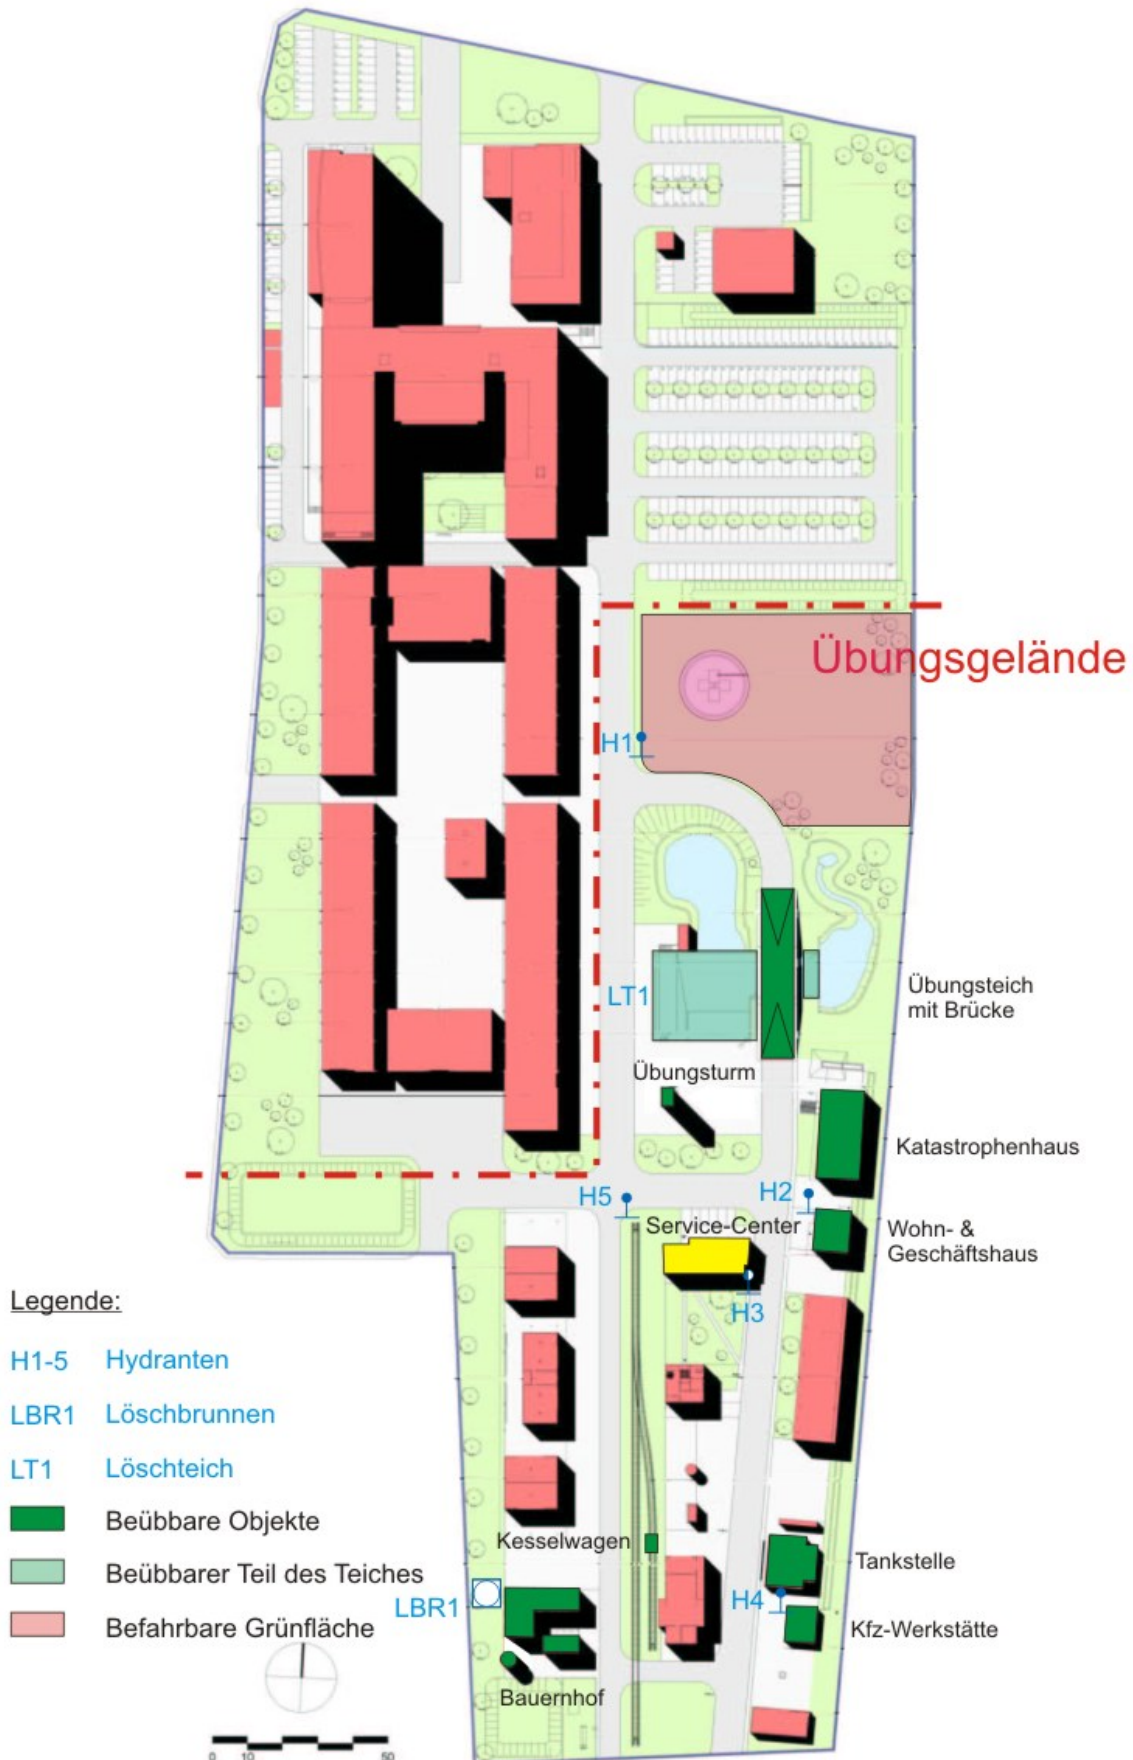 Übungsgelände
H1
LT1
Übungsteich
mit Brücke
Übungsturm
Katastrophenhaus
H5
H2
Service-Center
Wohn- &
Geschäftshaus
H3
Legende:
H1-5 Hydranten
LBR1 Löschbrunnen
LT1 Löschteich
Beübbare Objekte
Beübbarer Teil des Teiches
Befahrbare Grünfläche
Kesselwagen
Tankstelle
LBR1
H4
Kfz-Werkstätte
Bauernhof
0 10 50